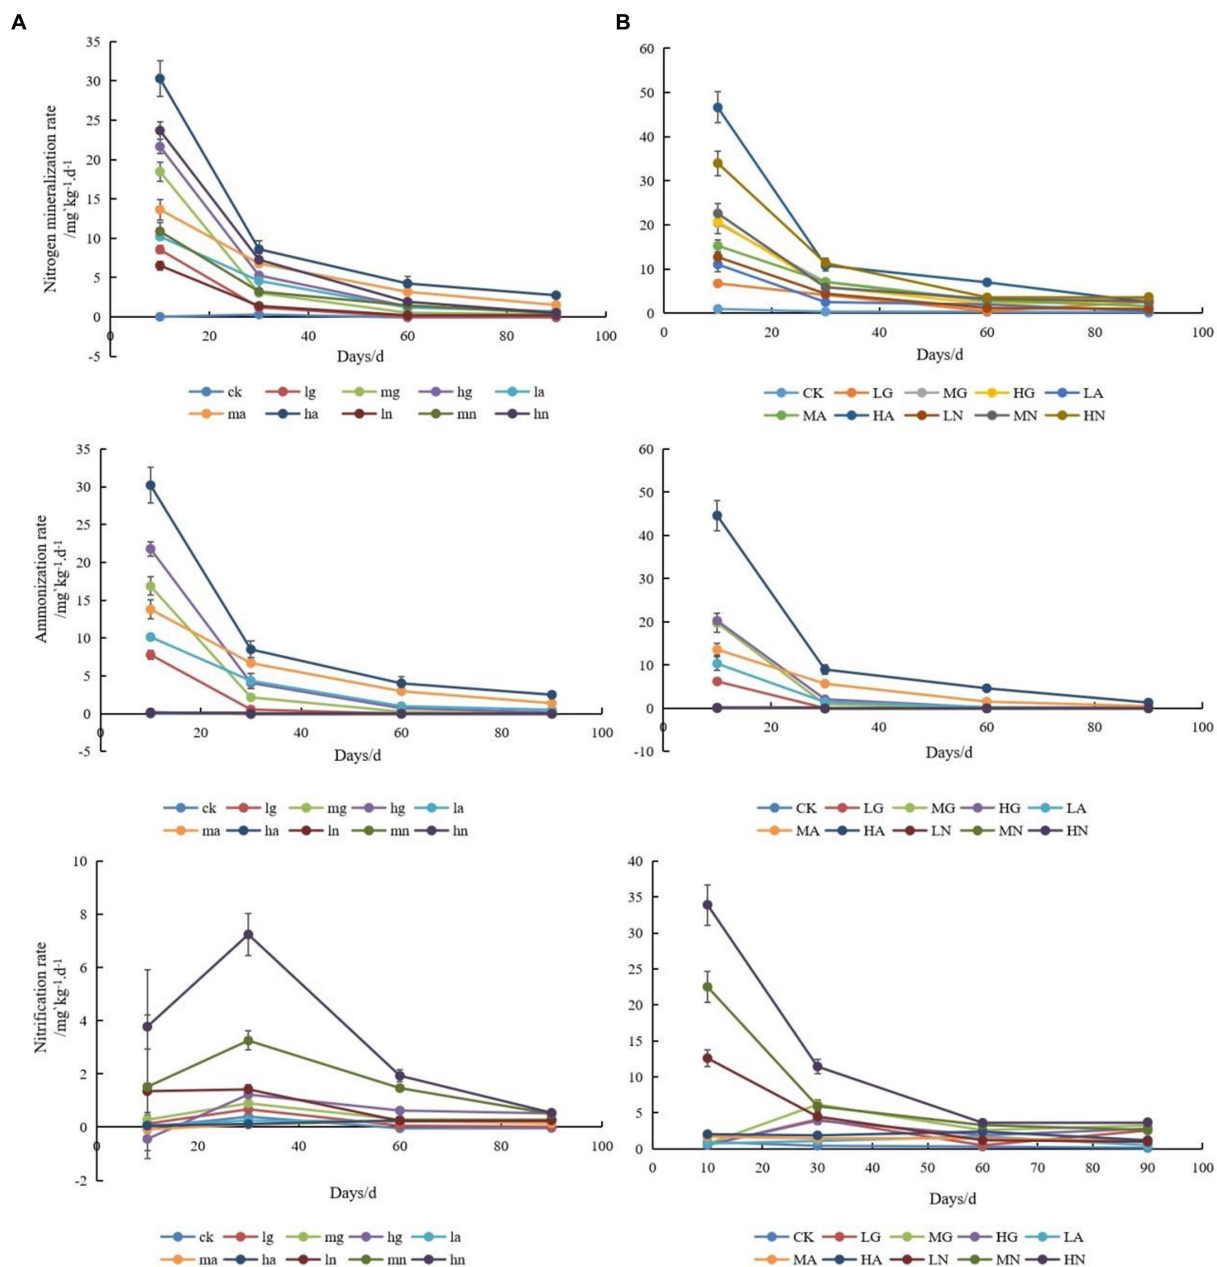 A
35
30
25
20
15
10
5
0
-5
0 20 40 60 80 100
Nitrogen mineralization rate
/mg`kg-1.d-1
Days/d
ck lg mg hg la
ma ha ln mn hn
B
60
50
40
30
20
10
0
0 20 40 60 80 100
Days/d
CK LG MG HG LA
MA HA LN MN HN
35
30
25
20
15
10
5
0
-5
0 20 40 60 80 100
Ammonization rate
/mg`kg-1.d-1
Days/d
ck lg mg hg la
ma ha ln mn hn
60
50
40
30
20
10
0
-10
0 20 40 60 80 100
Days/d
CK LG MG HG LA
MA HA LN MN HN
10
8
6
4
2
0
-2
0 20 40 60 80 100
Nitrification rate
/mg`kg-1.d-1
Days/d
ck lg mg hg la
ma ha ln mn hn
40
35
30
25
20
15
10
5
0
0 10 20 30 40 50 60 70 80 90 100
Days/d
CK LG MG HG LA
MA HA LN MN HN